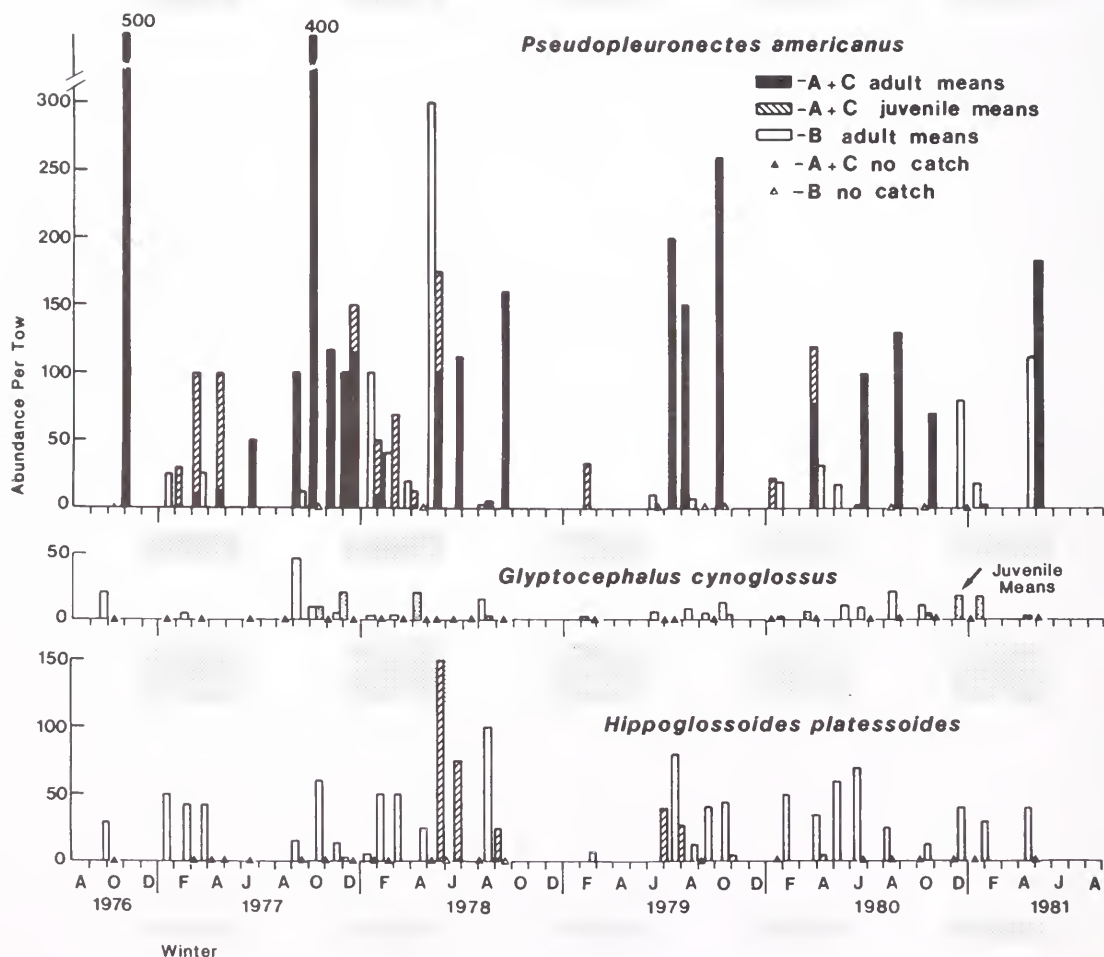 500
400
Pseudopleuronectes americanus
-A + C adult means
-A + C juvenile means
-B adult means
-A + C no catch
-B no catch
300
250
200
150
100
50
0
Abundance Per Tow
50
0
Glyptocephalus cynoglossus
Juvenile
Means
150
100
50
0
Hippoglossoides platessoides
A O D F A J A O D F A J A O D F A J A O D F A J A O D F A J A
1976 1977 1978 1979 1980 1981
Winter